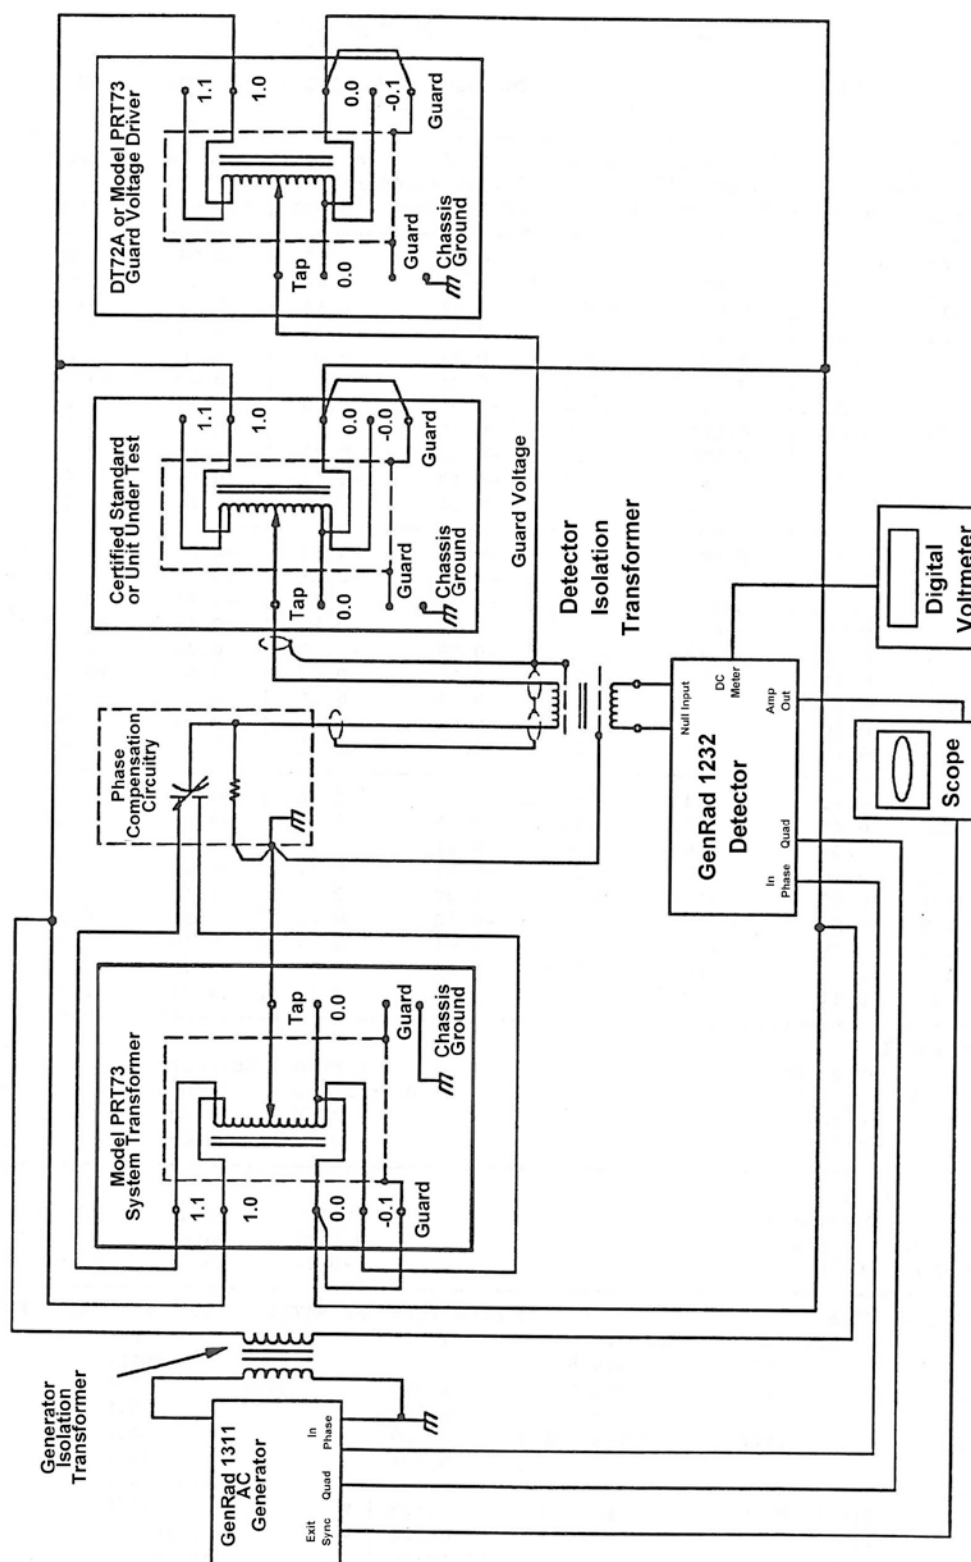 Generator
Isolation
Transformer
GenRad 1311
AC
Generator
Exit
Sync
Quad
In
Phase
Model PRT73
System Transformer
1.1
1.0
0.0
-0.1
Guard
Tap
0.0
Guard
Chassis
Ground
Phase
Compensation
Circuitry
Certified Standard
or Unit Under Test
Tap
0.0
Guard
Chassis
Ground
1.1
1.0
0.0
-0.0
Guard
DT72A or Model PRT73
Guard Voltage Driver
Tap
0.0
Guard
Chassis
Ground
1.1
1.0
0.0
-0.1
Guard
Guard Voltage
Detector
Isolation
Transformer
GenRad 1232
Detector
Null Input
DC
Meter
Amp
Out
Quad
In
Phase
Scope
Digital
Voltmeter